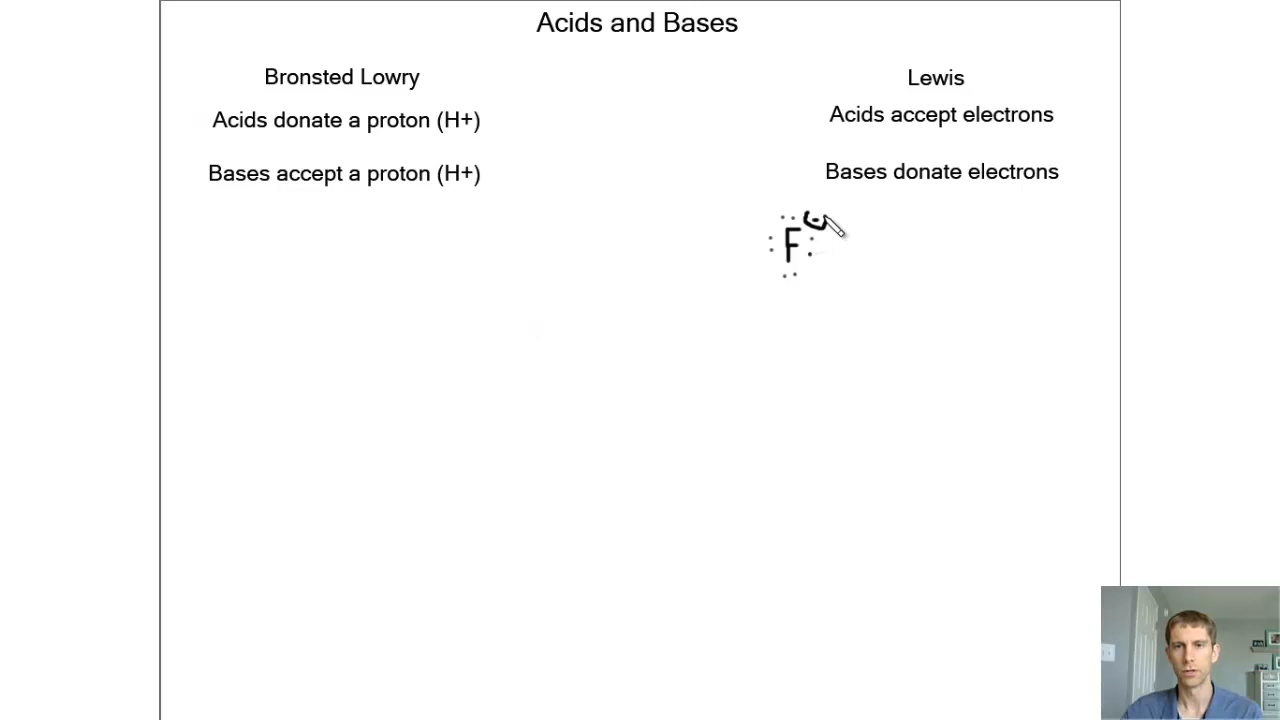 Acids and Bases
Bronsted Lowry
Acids donate a proton (H+)
Bases accept a proton (H+)
Lewis
Acids accept electrons
Bases donate electrons
F